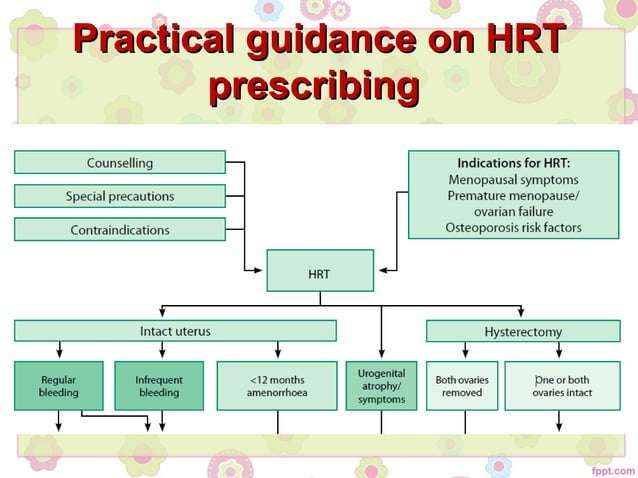 Practical guidance on HRT
prescribing
Counselling
Special precautions
Contraindications
Indications for HRT:
Menopausal symptoms
Premature menopause/
ovarian failure
Osteoporosis risk factors
HRT
Intact uterus
Hysterectomy
Regular
bleeding
Infrequent
bleeding
<12 months
amenorrhoea
Urogenital
atrophy/
symptoms
Both ovaries
removed
One or both
ovaries intact
fppt.com